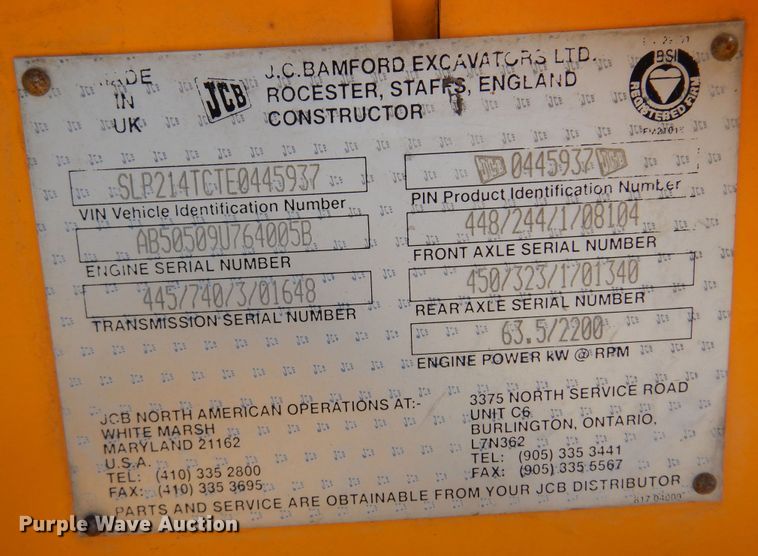 MADE
IN
UK
JCB
J.C.BAMFORD EXCAVATORS LTD.
ROCESTER, STAFFS, ENGLAND
CONSTRUCTOR
BSI
REGISTERED FIRM
SLP214TCTE0445937
VIN Vehicle Identification Number
JCB 0445937 JCB
PIN Product Identification Number
AB50509U764005B
ENGINE SERIAL NUMBER
448/244/1/08104
FRONT AXLE SERIAL NUMBER
445/740/3/01648
TRANSMISSION SERIAL NUMBER
450/323/1/01340
REAR AXLE SERIAL NUMBER
63.5/2200
ENGINE POWER kW @ RPM
JCB NORTH AMERICAN OPERATIONS AT:-
WHITE MARSH
MARYLAND 21162
U.S.A.
TEL: (410) 335 2800
FAX: (410) 335 3695
3375 NORTH SERVICE ROAD
UNIT C6
BURLINGTON, ONTARIO,
L7N362
TEL: (905) 335 3441
FAX: (905) 335 5567
PARTS AND SERVICE ARE OBTAINABLE FROM YOUR JCB DISTRIBUTOR
Purple Wave Auction